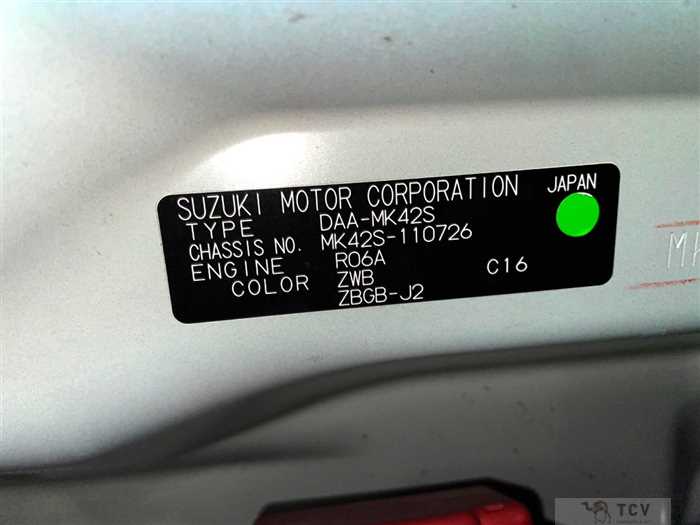 SUZUKI MOTOR CORPORATION JAPAN
TYPE DAA-MK42S
CHASSIS NO. MK42S-110726
ENGINE R06A
COLOR ZWB C16
ZBGB-J2
TCV